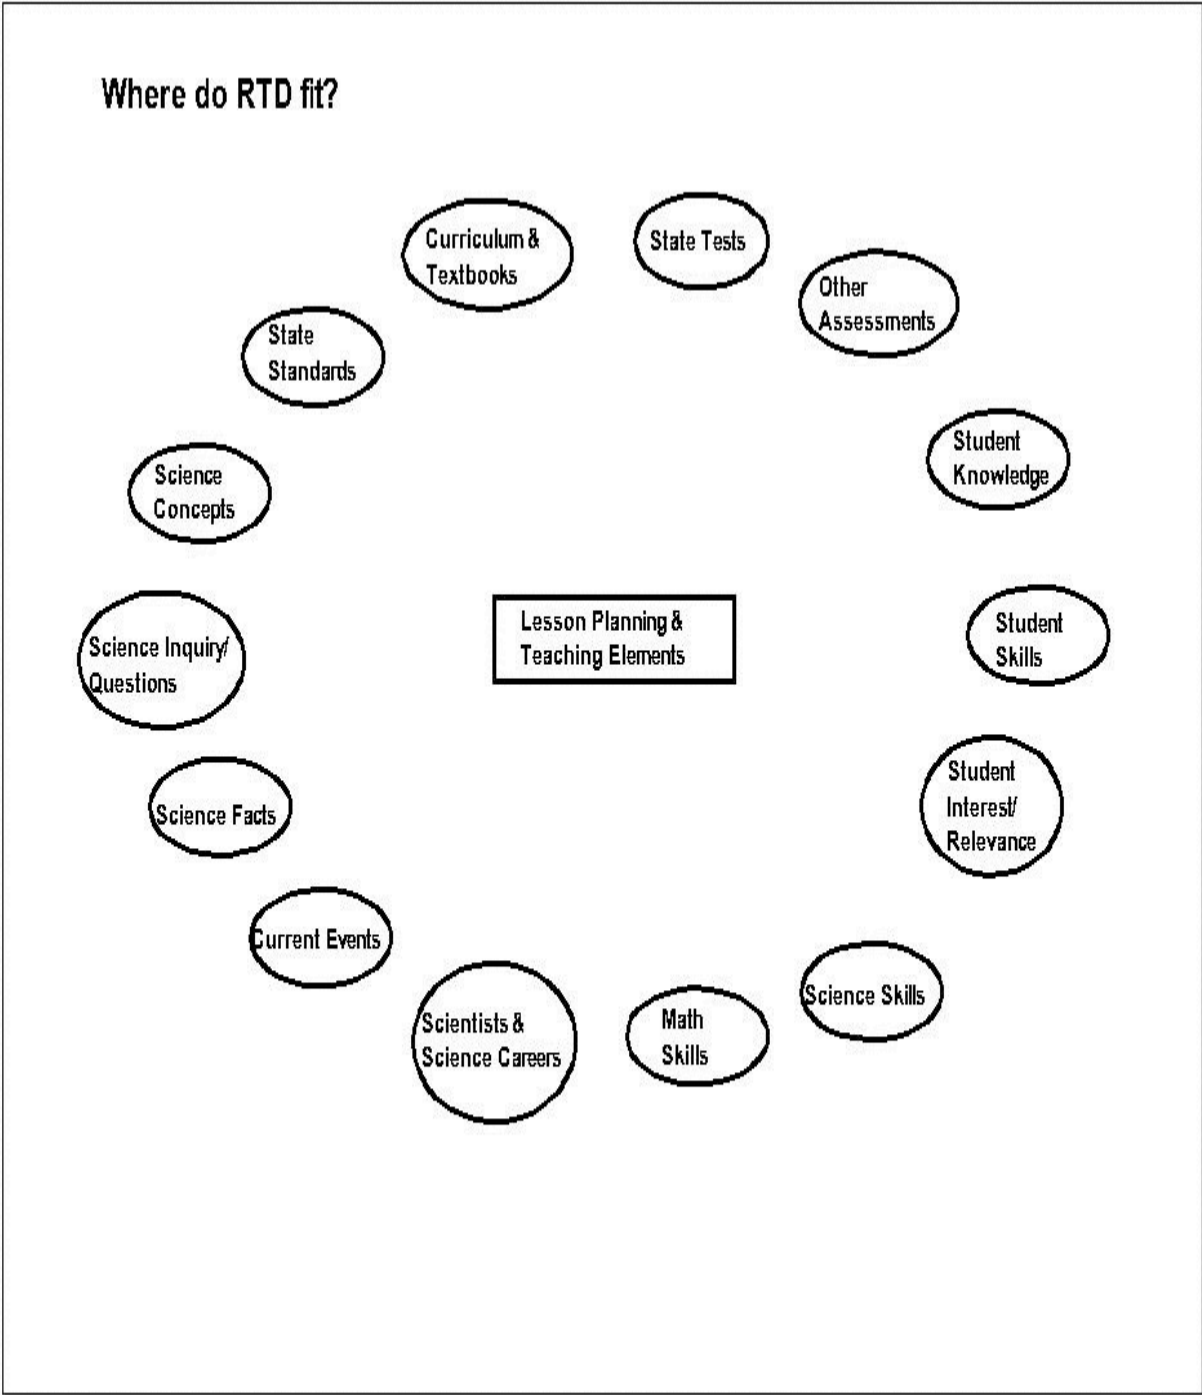 Where do RTD fit?
Curriculum &
Textbooks
State Tests
Other
Assessments
State
Standards
Student
Knowledge
Science
Concepts
Lesson Planning &
Teaching Elements
Student
Skills
Science Inquiry/
Questions
Student
Interest/
Relevance
Science Facts
Current Events
Science Skills
Scientists &
Science Careers
Math
Skills